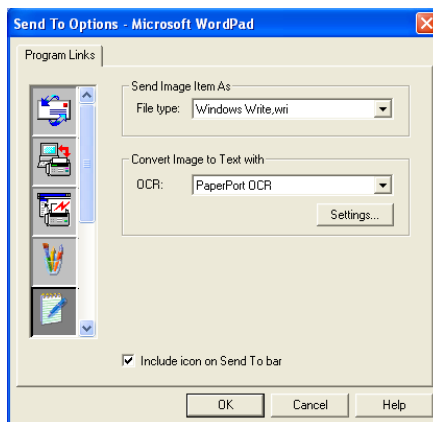 Send To Options - Microsoft WordPad
Program Links
Send Image Item As
File type: Windows Write,wri
Convert Image to Text with
OCR: PaperPort OCR
Settings...
Include icon on Send To bar
OK Cancel Help